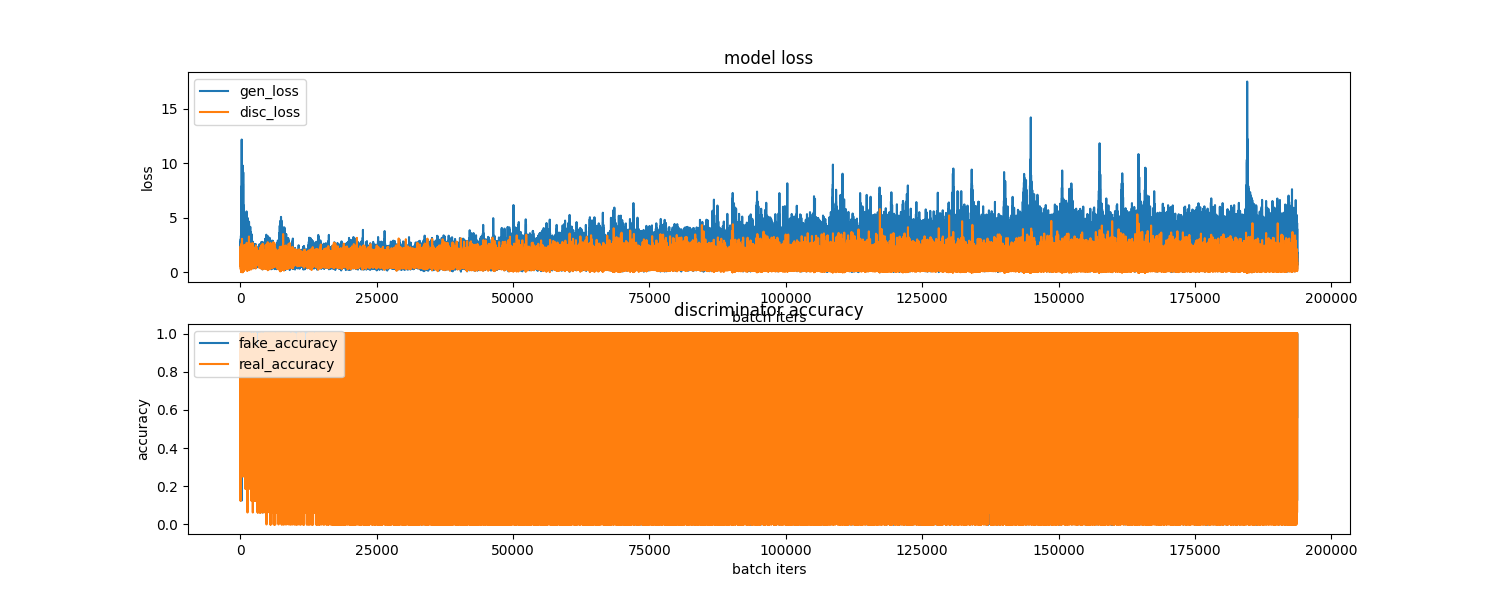 model loss
gen_loss
disc_loss
15
10
5
0
loss
0
25000
50000
75000
100000
125000
150000
175000
200000
batch iters
discriminator accuracy
fake_accuracy
real_accuracy
1.0
0.8
0.6
0.4
0.2
0.0
accuracy
0
25000
50000
75000
100000
125000
150000
175000
200000
batch iters